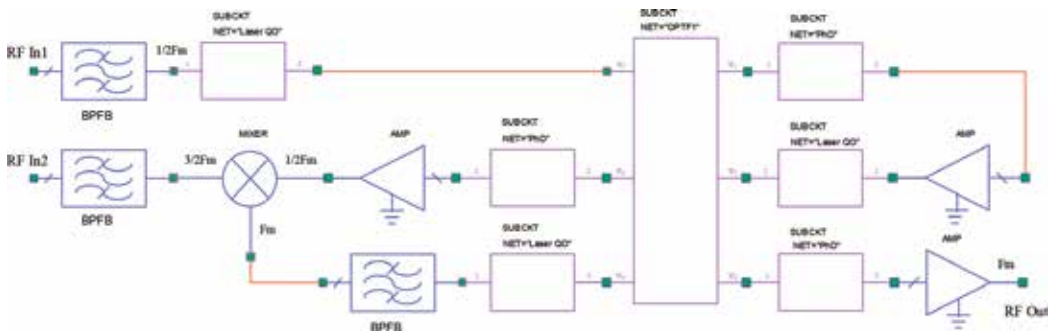 SUBCKT
NET="Laser QD"
SUBCKT
NET="OPTF1"
SUBCKT
NET="PhD"
RF In1
1/2Fm
BPFB
MIXER
AMP
SUBCKT
NET="PhD"
SUBCKT
NET="Laser QD"
AMP
RF In2
3/2Fm
1/2Fm
BPFB
Fm
SUBCKT
NET="Laser QD"
SUBCKT
NET="PhD"
AMP
Fm
RF Out
BPFB